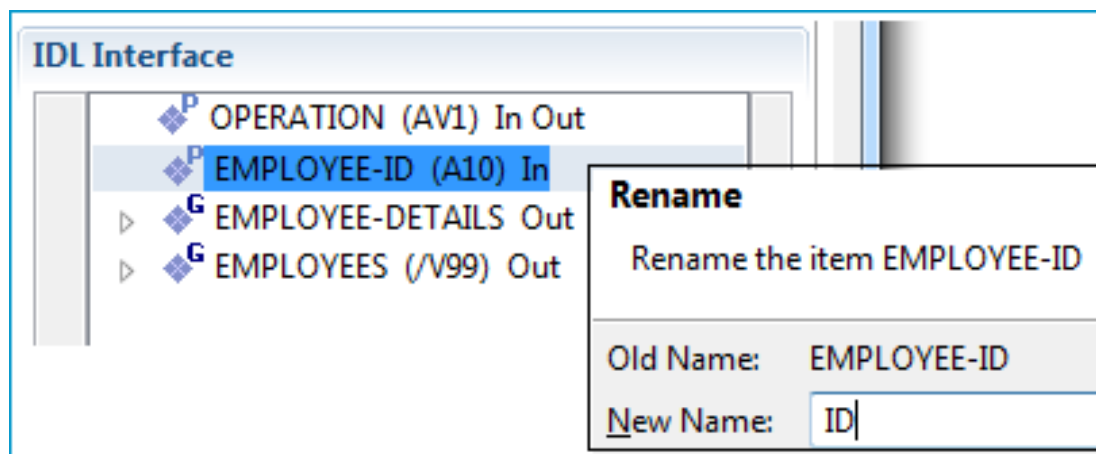 IDL Interface
P OPERATION (AV1) In Out
P EMPLOYEE-ID (A10) In
G EMPLOYEE-DETAILS Out
G EMPLOYEES (/V99) Out
Rename
Rename the item EMPLOYEE-ID
Old Name: EMPLOYEE-ID
New Name: ID